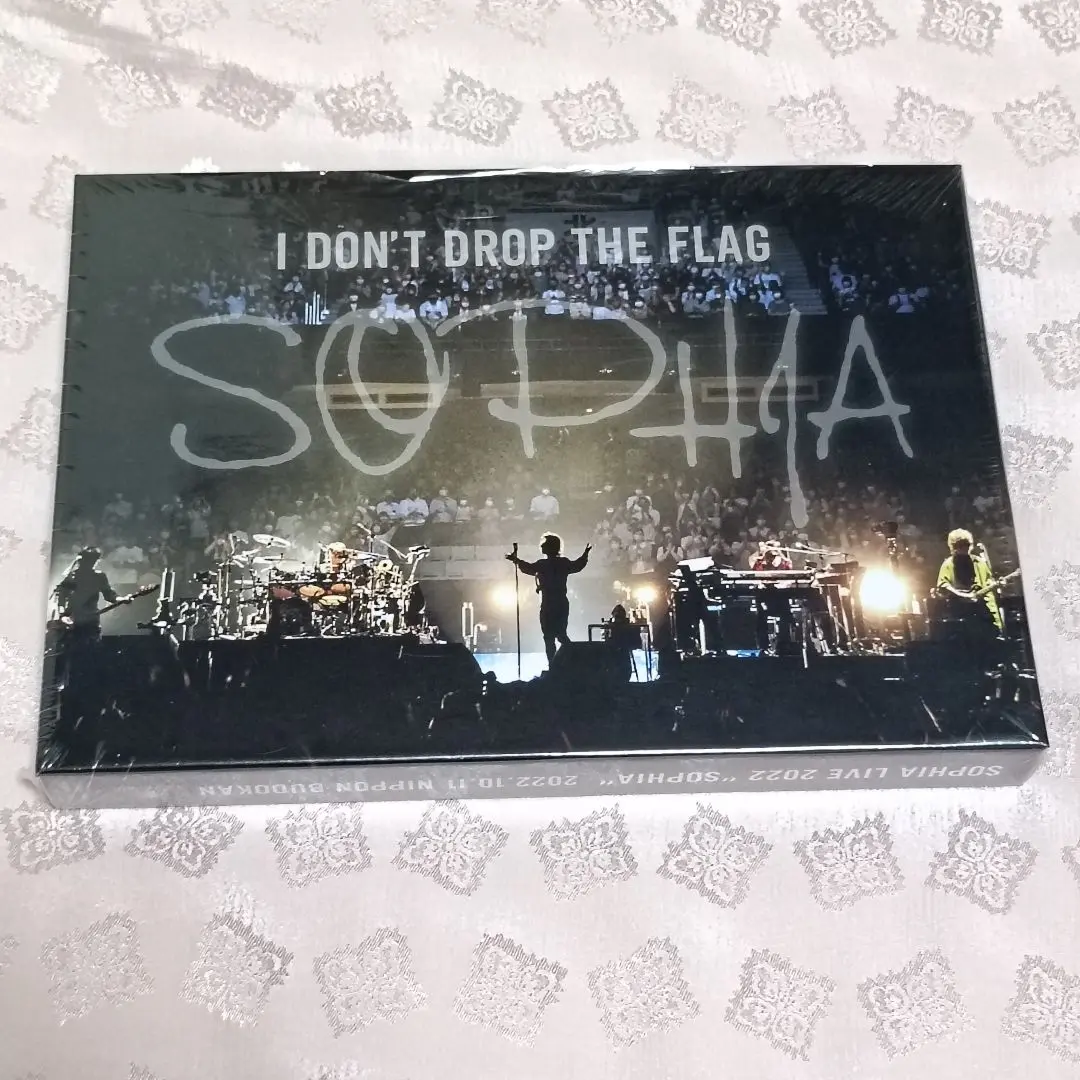 I DON'T DROP THE FLAG
SOPHIA
SOPHIA LIVE 2022 "SOPHIA" 2022.10.11 NIPPON BUDOKAN